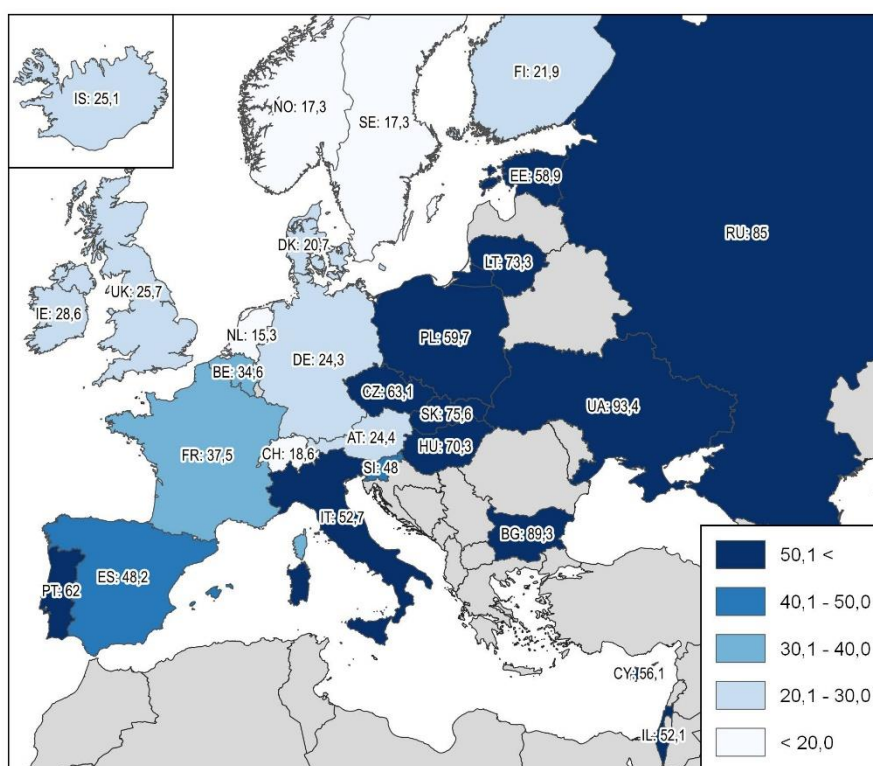 IS: 25,1
FI: 21,9
NO: 17,3
SE: 17,3
EE: 58,9
RU: 85
DK: 20,7
LT: 73,3
UK: 25,7
IE: 28,6
NL: 15,3
PL: 59,7
DE: 24,3
BE: 34,6
CZ: 63,1
UA: 93,4
SK: 75,6
AT: 24,4
HU: 70,3
FR: 37,5
CH: 18,6
SI: 48
IT: 52,7
BG: 89,3
ES: 48,2
PT: 62
CY: 56,1
IL: 52,1
50,1 <
40,1 - 50,0
30,1 - 40,0
20,1 - 30,0
< 20,0